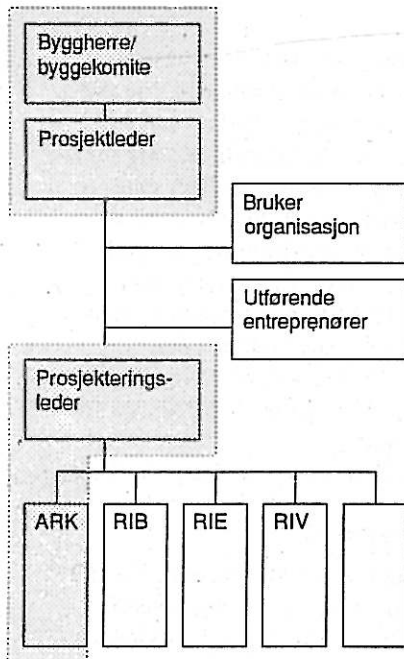 Byggherre/
byggekomite
Prosjektleder
Bruker
organisasjon
Utførende
entreprenører
Prosjekterings-
leder
ARK
RIB
RIE
RIV